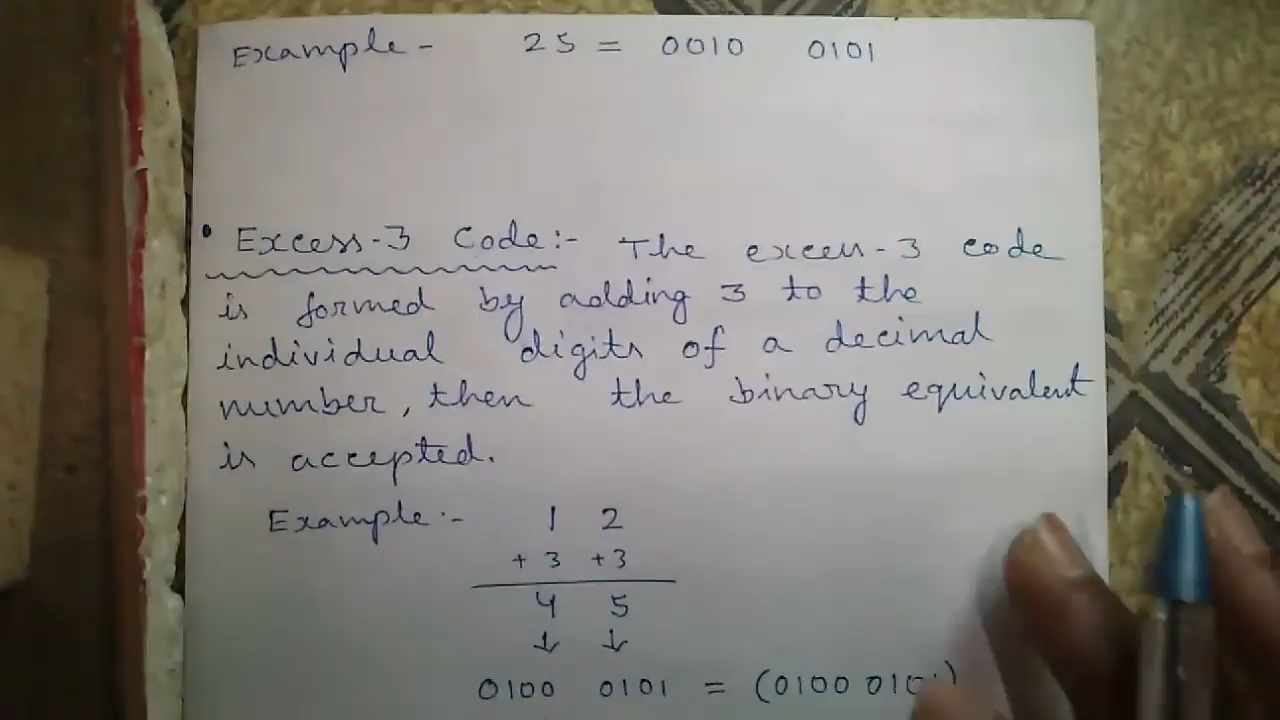 Example - 25 = 0010 0101
• Excess-3 Code:- The excess-3 code
is formed by adding 3 to the
individual digits of a decimal
number, then the binary equivalent
is accepted.
Example :- 1 2
+ 3 +3
4 5
↓ ↓
0100 0101 = (0100 010